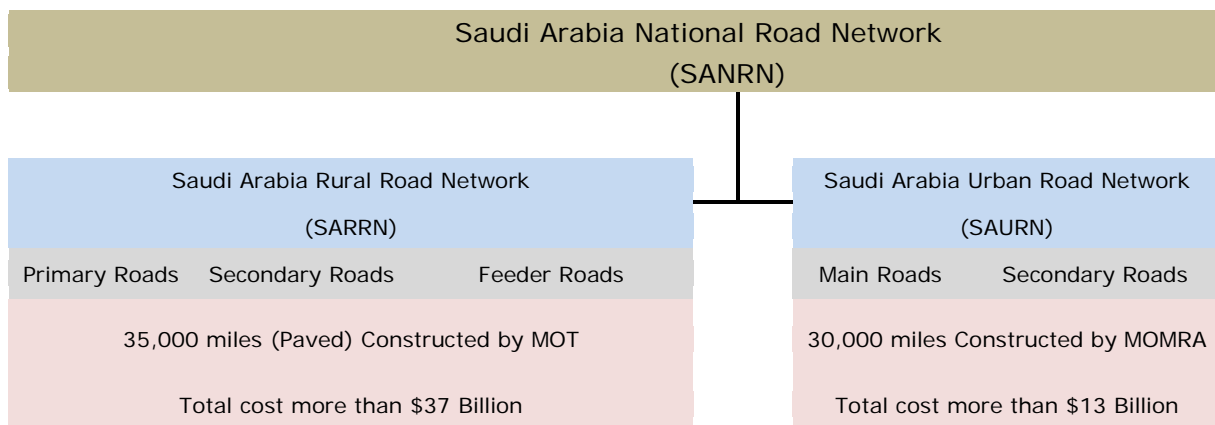 Saudi Arabia National Road Network
(SANRN)
Saudi Arabia Rural Road Network
(SARRN)
Primary Roads Secondary Roads Feeder Roads
35,000 miles (Paved) Constructed by MOT
Total cost more than $37 Billion
Saudi Arabia Urban Road Network
(SAURN)
Main Roads Secondary Roads
30,000 miles Constructed by MOMRA
Total cost more than $13 Billion